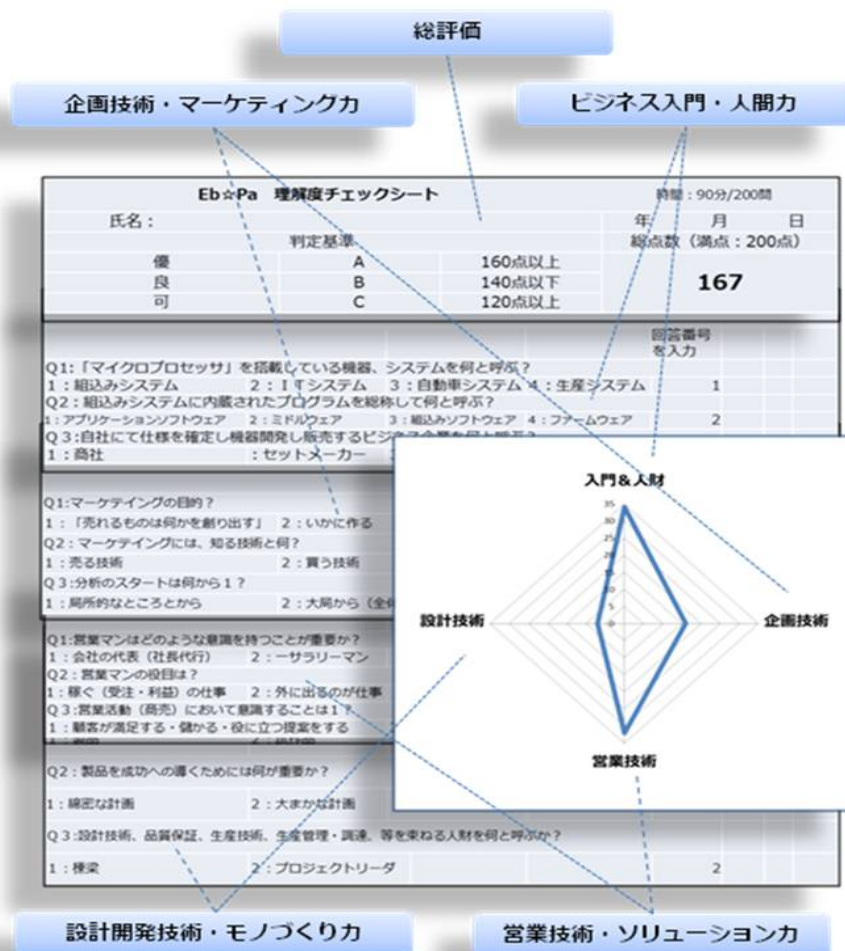 総評価
企画技術・マーケティング力
ビジネス入門・人間力
Eb☆Pa 理解度チェックシート 時間：90分/200問
氏名： 年 月 日
判定基準 総点数（満点：200点）
優 A 160点以上
良 B 140点以下
可 C 120点以上
167
回答番号
を入力
Q1:「マイクロプロセッサ」を搭載している機器、システムを何と呼ぶ？
1：組込みシステム 2：ＩＴシステム 3：自動車システム 4：生産システム 1
Q2：組込みシステムに内蔵されたプログラムを総称して何と呼ぶ？
1：アプリケーションソフトウェア 2：ミドルウェア 3：組込みソフトウェア 4：ファームウェア 2
Q３:自社にて仕様を確定し機器開発し販売するビジネス企業を何と呼ぶ？
1：商社 ：セットメーカー
Q1:マーケテイングの目的？
1：「売れるものは何かを創り出す」 2：いかに作る
Q2：マーケテイングには、知る技術と何？
1：売る技術 2：買う技術
Q３:分析のスタートは何から１？
1：局所的なところとから 2：大局から（全
Q1:営業マンはどのような意識を持つことが重要か？
1：会社の代表（社長代行） 2：一サラリーマン
Q2：営業マンの役目は？
1：稼ぐ（受注・利益）の仕事 2：外に出るのが仕事
Q３:営業活動（商売）において意識することは１？
1：顧客が満足する・儲かる・役に立つ提案をする
Q2：製品を成功への導くためには何が重要か？
1：綿密な計画 2：大まかな計画
Q３:設計技術、品質保証、生産技術、生産管理・調達、等を束ねる人財を何と呼ぶか？
1：棟梁 2：プロジェクトリーダ 2
入門＆人財
35
30
25
20
15
10
5
0
設計技術
企画技術
営業技術
設計開発技術・モノづくり力
営業技術・ソリューション力